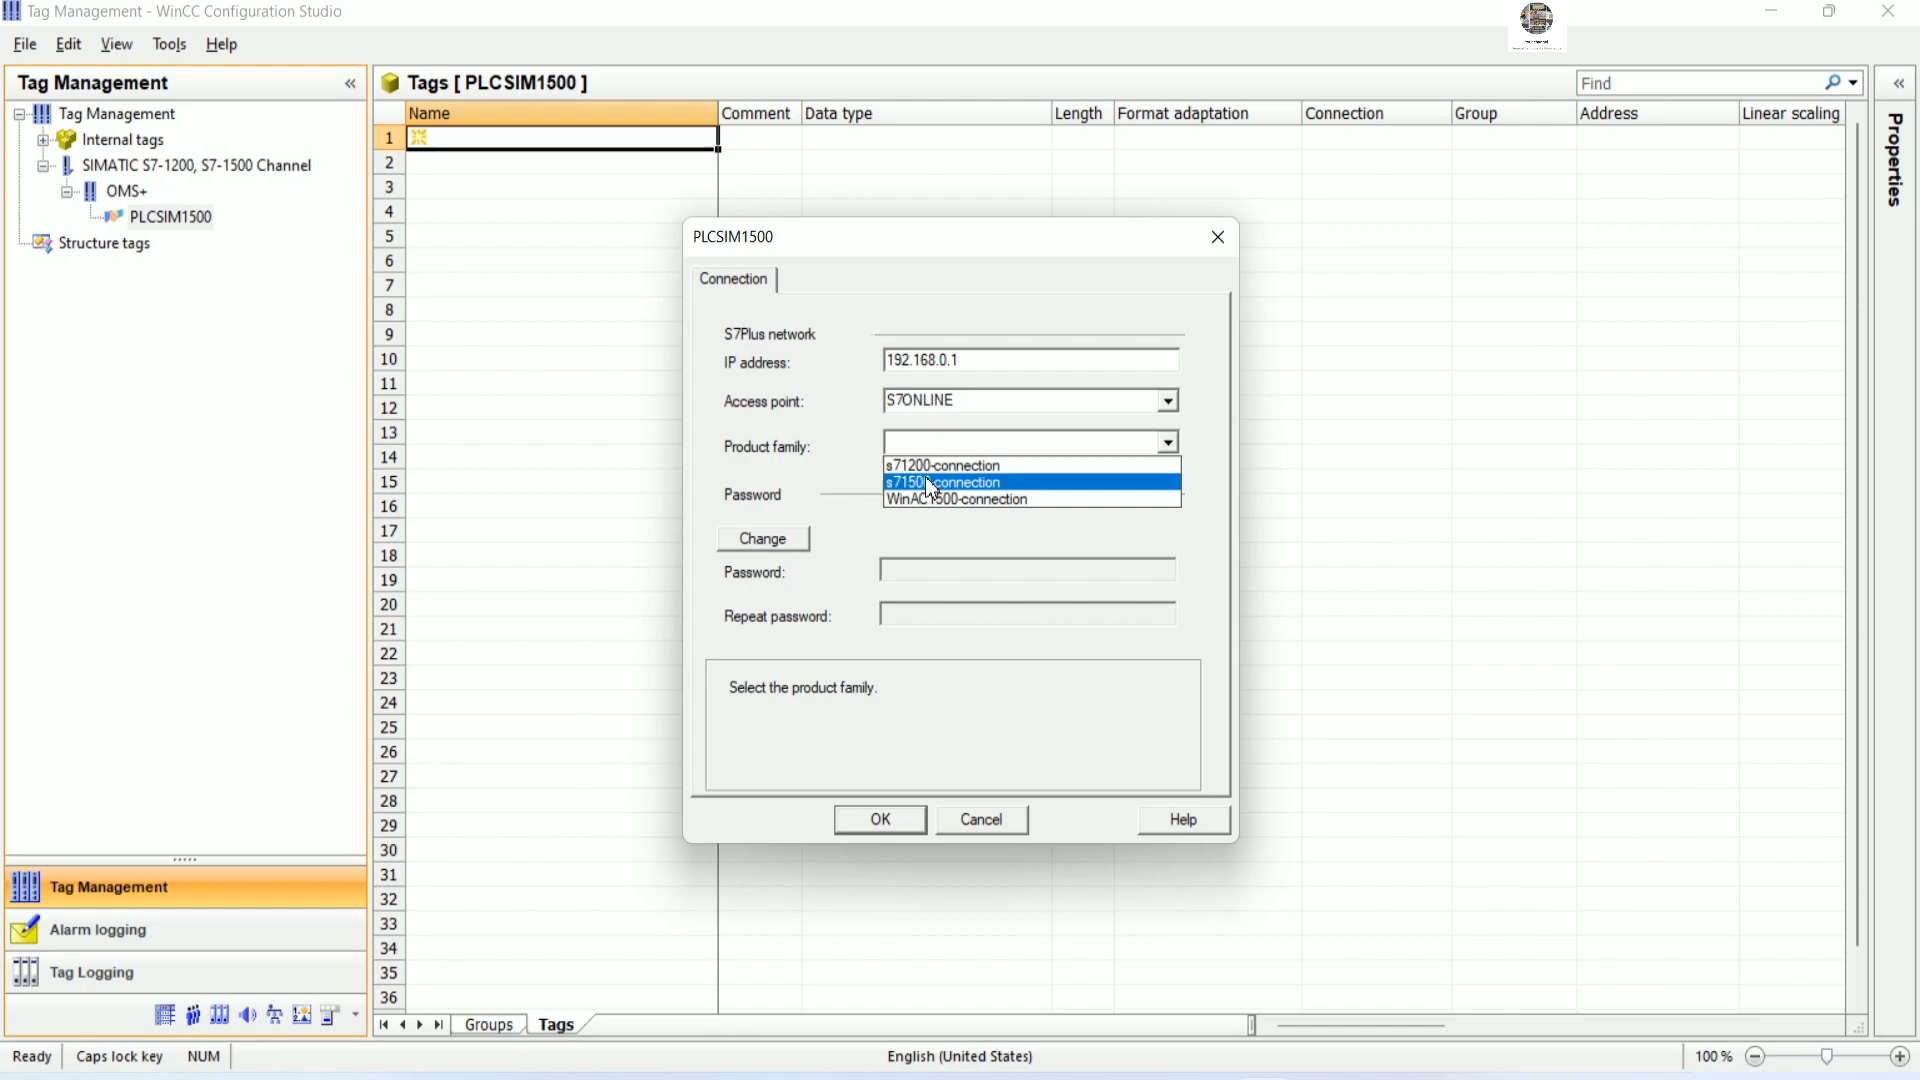 Tag Management - WinCC Configuration Studio
File Edit View Tools Help
Tag Management «
Tags [ PLCSIM1500 ]
Find
«
Tag Management
Internal tags
SIMATIC S7-1200, S7-1500 Channel
OMS+
PLCSIM1500
Structure tags
Name Comment Data type Length Format adaptation Connection Group Address Linear scaling
Properties
1
2
3
4
5
6
7
8
9
10
11
12
13
14
15
16
17
18
19
20
21
22
23
24
25
26
27
28
29
30
31
32
33
34
35
36
PLCSIM1500
Connection
S7Plus network
IP address: 192.168.0.1
Access point: S7ONLINE
Product family:
s71200-connection
s71500-connection
WinAC1500-connection
Password
Change
Password:
Repeat password:
Select the product family.
OK Cancel Help
Tag Management
Alarm logging
Tag Logging
Groups Tags
Ready Caps lock key NUM English (United States) 100 %